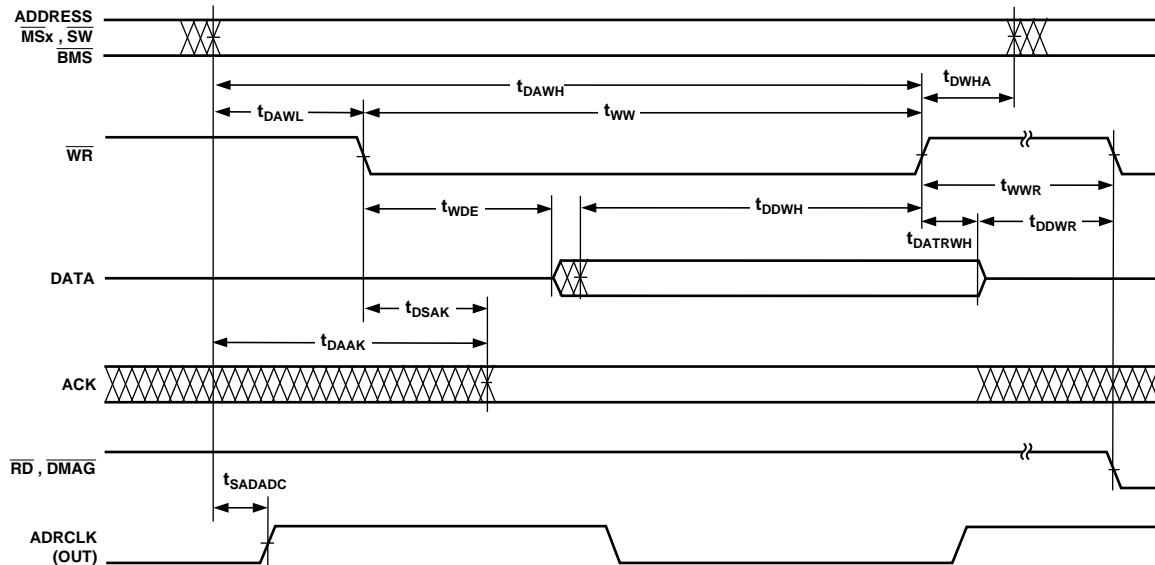 ADDRESS
MSx , SW
BMS
tDAWH
tDWHA
tDAWL
tWW
WR
tWWR
tWDE
tDDWH
tDATRWH
tDDWR
DATA
tDSAK
tDAAK
ACK
RD , DMAG
tSADADC
ADRCLK
(OUT)